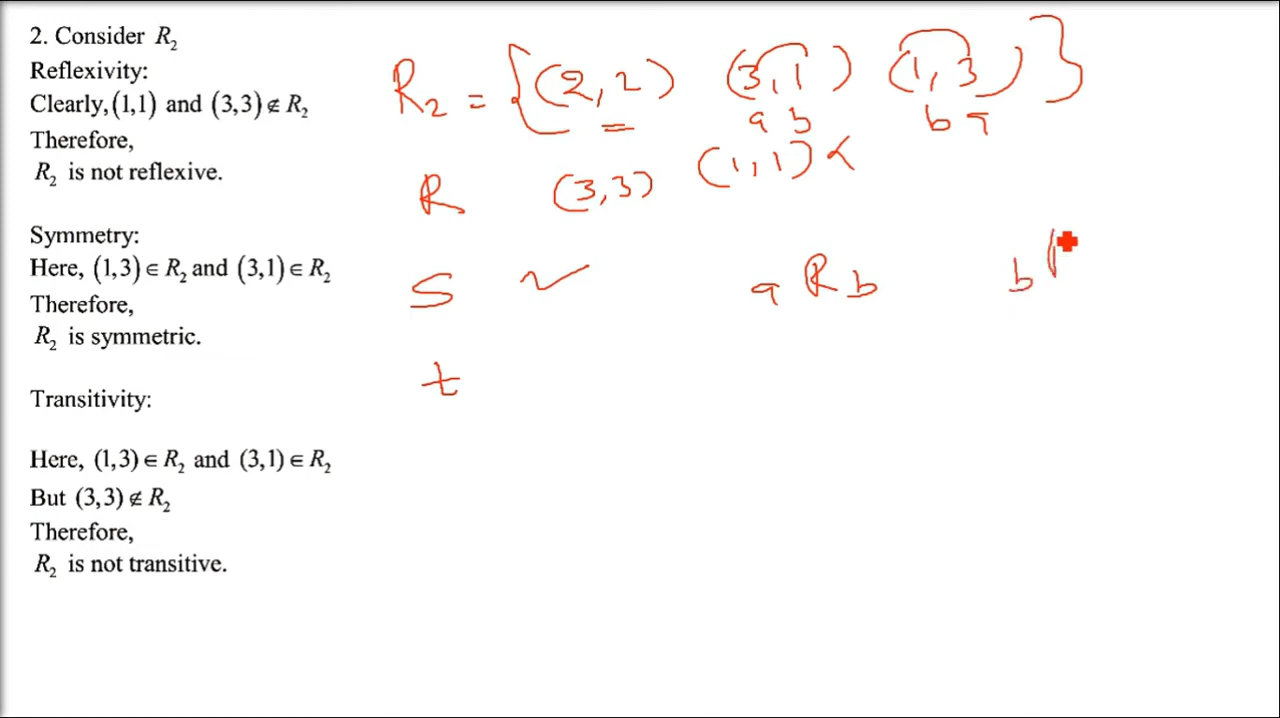 2. Consider R₂
Reflexivity:
Clearly,(1,1) and (3,3)∉R₂
Therefore,
R₂ is not reflexive.
Symmetry:
Here, (1,3)∈R₂ and (3,1)∈R₂
Therefore,
R₂ is symmetric.
Transitivity:
Here, (1,3)∈R₂ and (3,1)∈R₂
But (3,3)∉R₂
Therefore,
R₂ is not transitive.
R₂ = {(2,2) (3,1) (1,3)}
a b b a
R (3,3) (1,1)
S ✓ a R b b
t